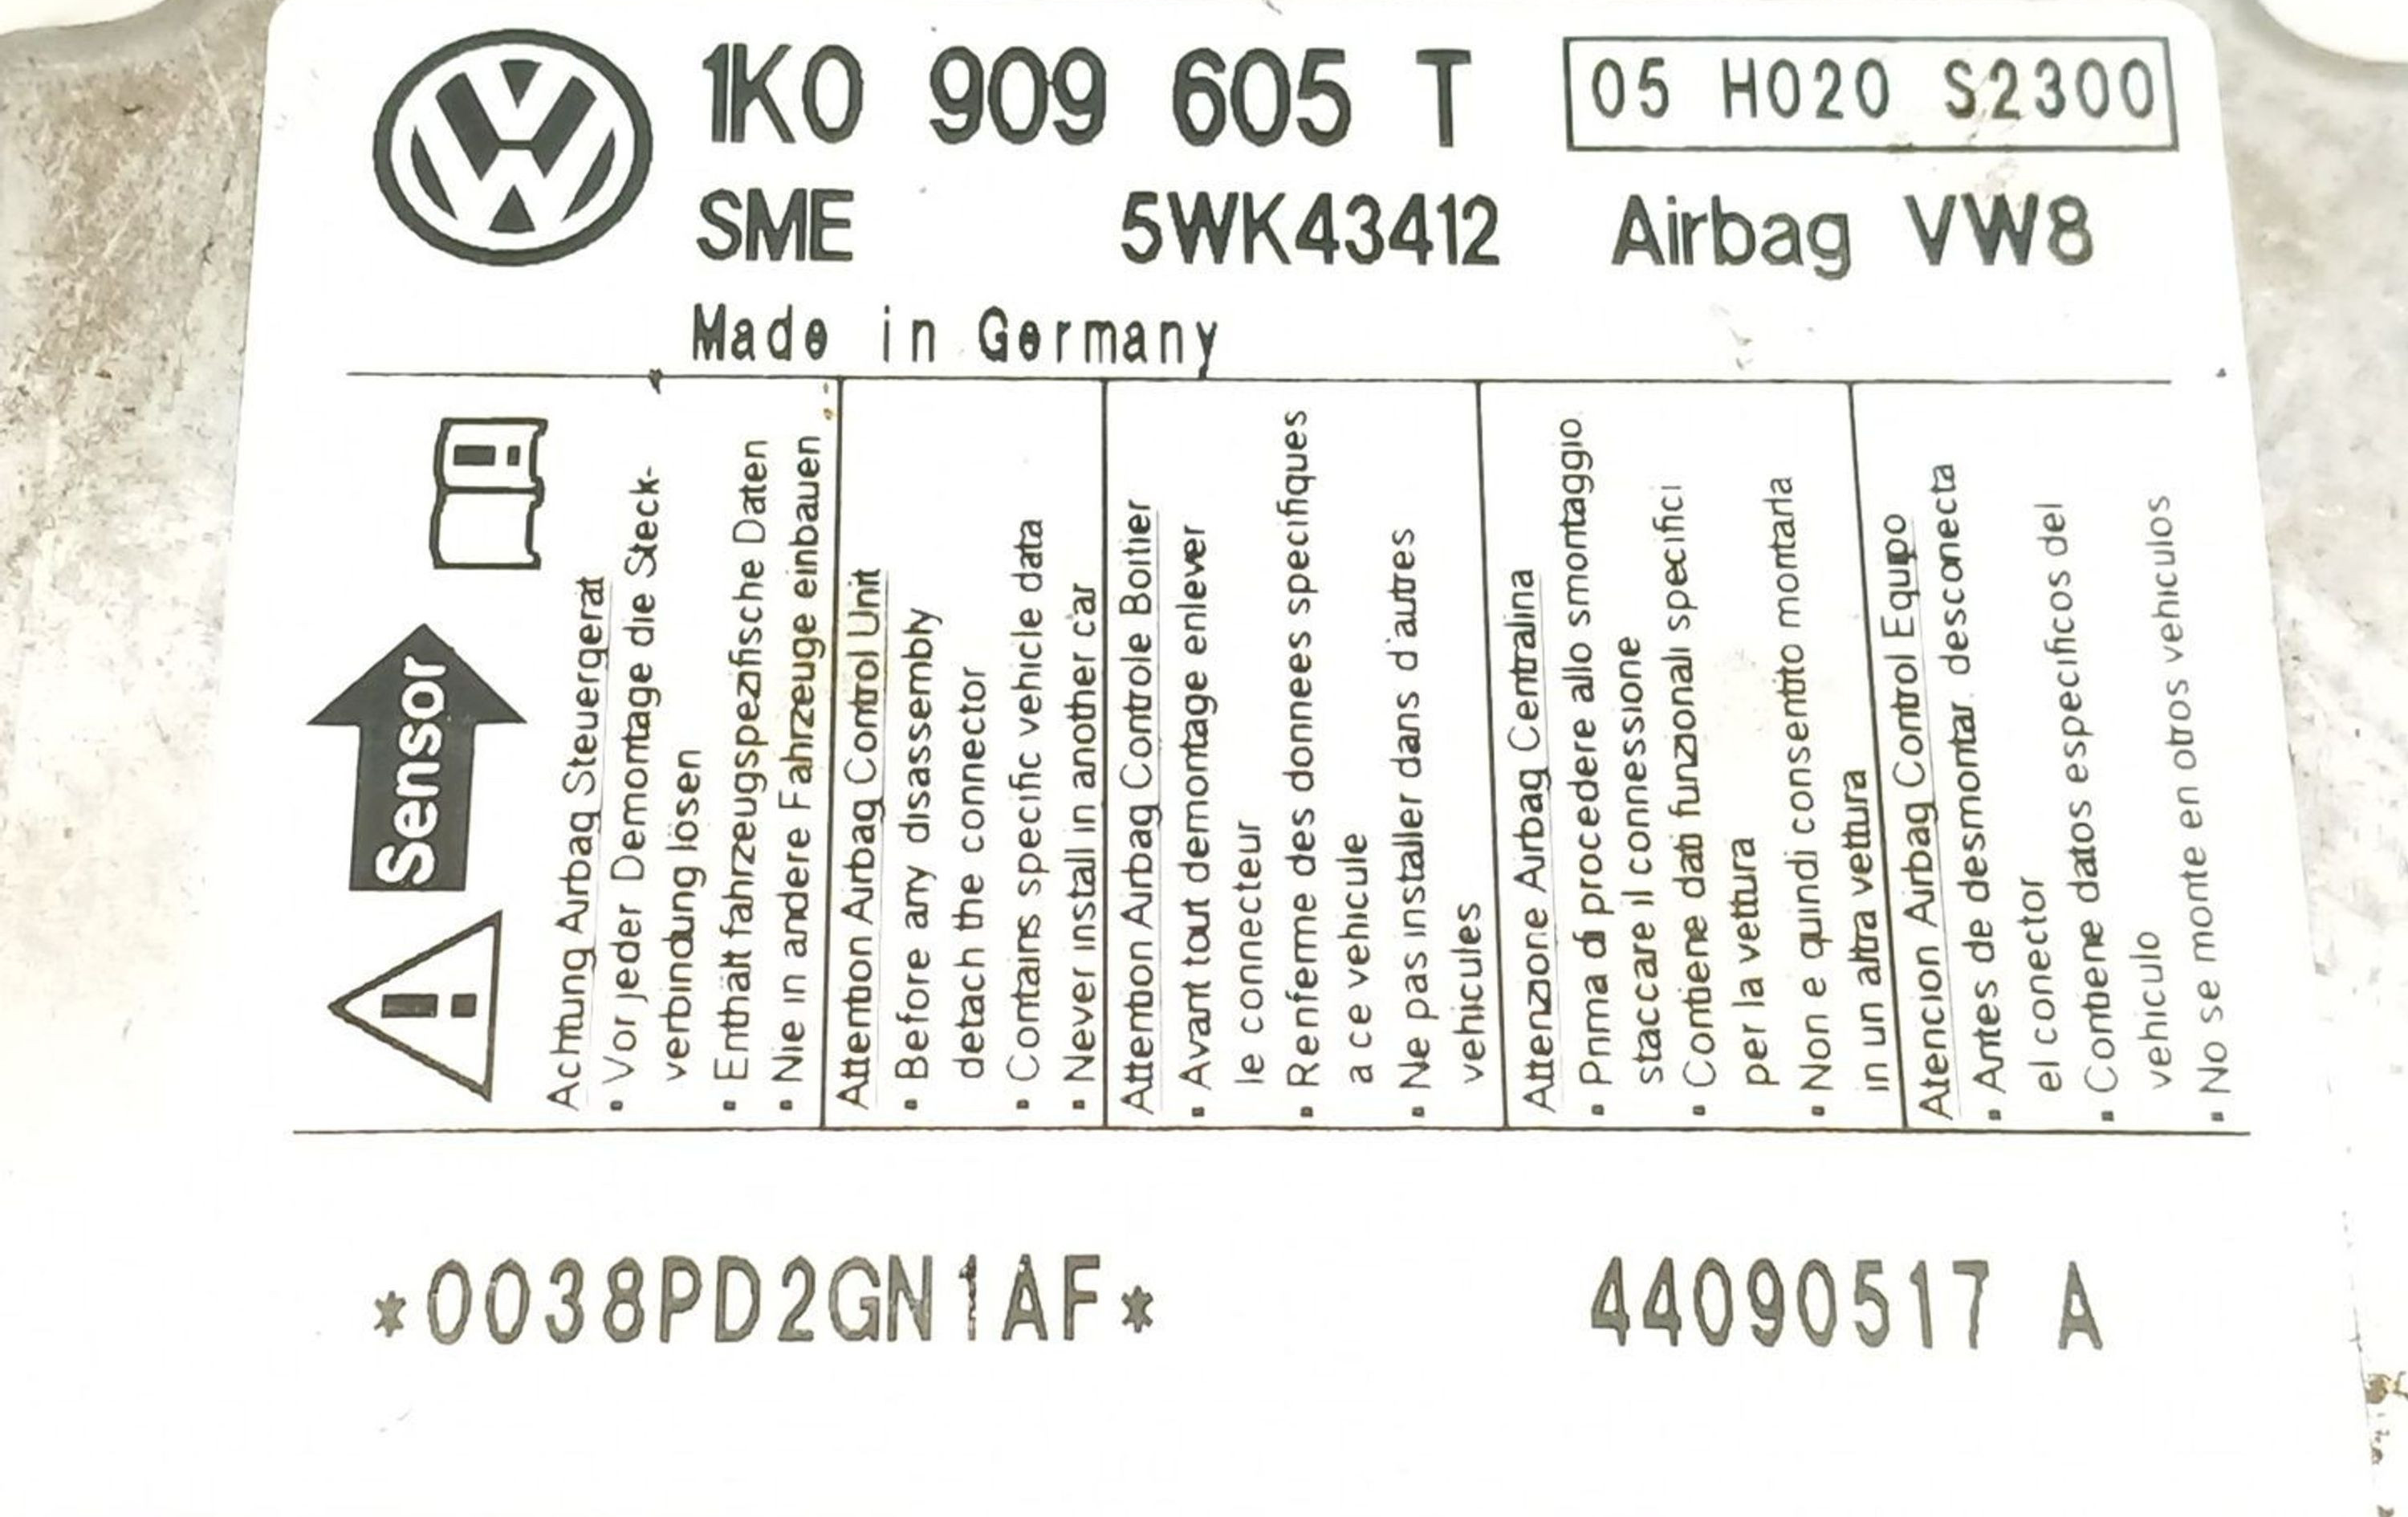 1K0 909 605 T 05 H020 S2300
SME 5WK43412 Airbag VW8
Made in Germany
Sensor
Achtung Airbag Steuergerat
▪ Vor jeder Demontage die Steck-
verbindung lösen
▪ Enthalt fahrzeugspezifische Daten
▪ Nie in andere Fahrzeuge einbauen
Attention Airbag Control Unit
▪ Before any disassembly
detach the connector
▪ Contains specific vehicle data
▪ Never install in another car
Attention Airbag Controle Boitier
▪ Avant tout demontage enlever
le connecteur
▪ Renferme des donnees specifiques
a ce vehicule
▪ Ne pas installer dans d'autres
vehicules
Attenzione Airbag Centralina
▪ Prima di procedere allo smontaggio
staccare il connessione
▪ Contiene dati funzionali specifici
per la vettura
▪ Non e quindi consentito montarla
in un altra vettura
Atencion Airbag Control Equipo
▪ Antes de desmontar desconecta
el conector
▪ Contiene datos especificos del
vehiculo
▪ No se monte en otros vehiculos
*0038PD2GN1AF* 44090517 A